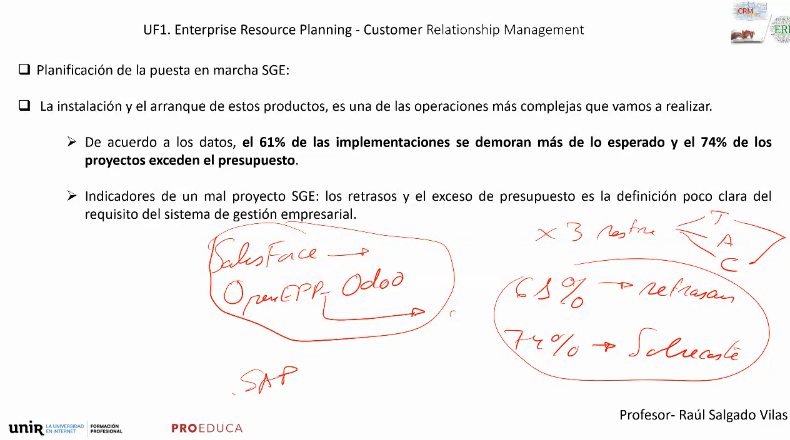 CRM
ERP
UF1. Enterprise Resource Planning - Customer Relationship Management
Planificación de la puesta en marcha SGE:
La instalación y el arranque de estos productos, es una de las operaciones más complejas que vamos a realizar.
De acuerdo a los datos, el 61% de las implementaciones se demoran más de lo esperado y el 74% de los
proyectos exceden el presupuesto.
Indicadores de un mal proyecto SGE: los retrasos y el exceso de presupuesto es la definición poco clara del
requisito del sistema de gestión empresarial.
x 3 restri
T
A
C
SalesForce
OpenERP Odoo
61% → retrasan
74% → Sobrecoste
SAP
Profesor- Raúl Salgado Vilas
unir LA UNIVERSIDAD EN INTERNET FORMACIÓN PROFESIONAL PROEDUCA